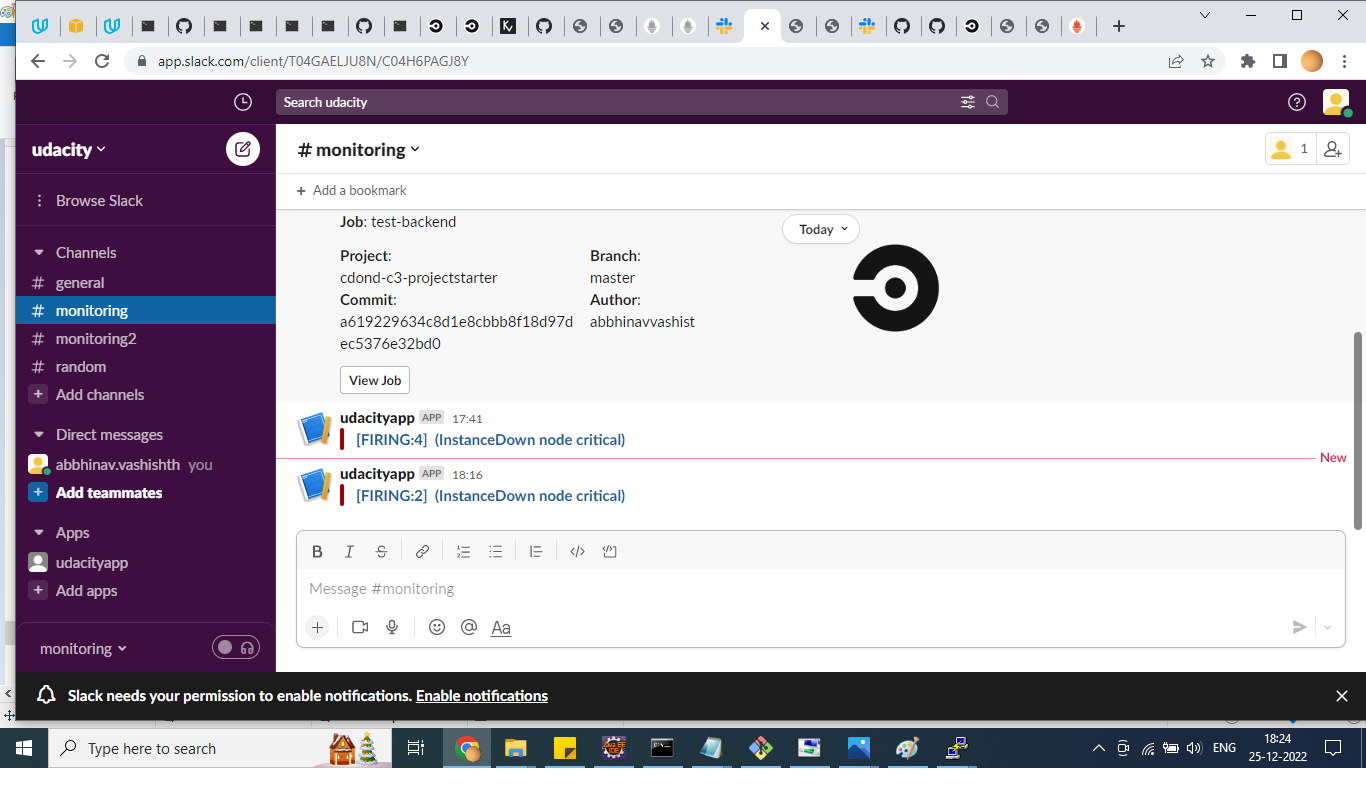 app.slack.com/client/T04GAELJU8N/C04H6PAGJ8Y
Search udacity
udacity
# monitoring
1
Browse Slack
+ Add a bookmark
Channels
# general
# monitoring
# monitoring2
# random
+ Add channels
Direct messages
abbhinav.vashishth you
+ Add teammates
Apps
udacityapp
+ Add apps
monitoring
Job: test-backend
Today
Project:
cdond-c3-projectstarter
Branch:
master
Commit:
a619229634c8d1e8cbbb8f18d97d
ec5376e32bd0
Author:
abbhinavvashist
View Job
udacityapp APP 17:41
[FIRING:4] (InstanceDown node critical)
New
udacityapp APP 18:16
[FIRING:2] (InstanceDown node critical)
Message #monitoring
Aa
Slack needs your permission to enable notifications. Enable notifications
Type here to search
ENG
18:24
25-12-2022